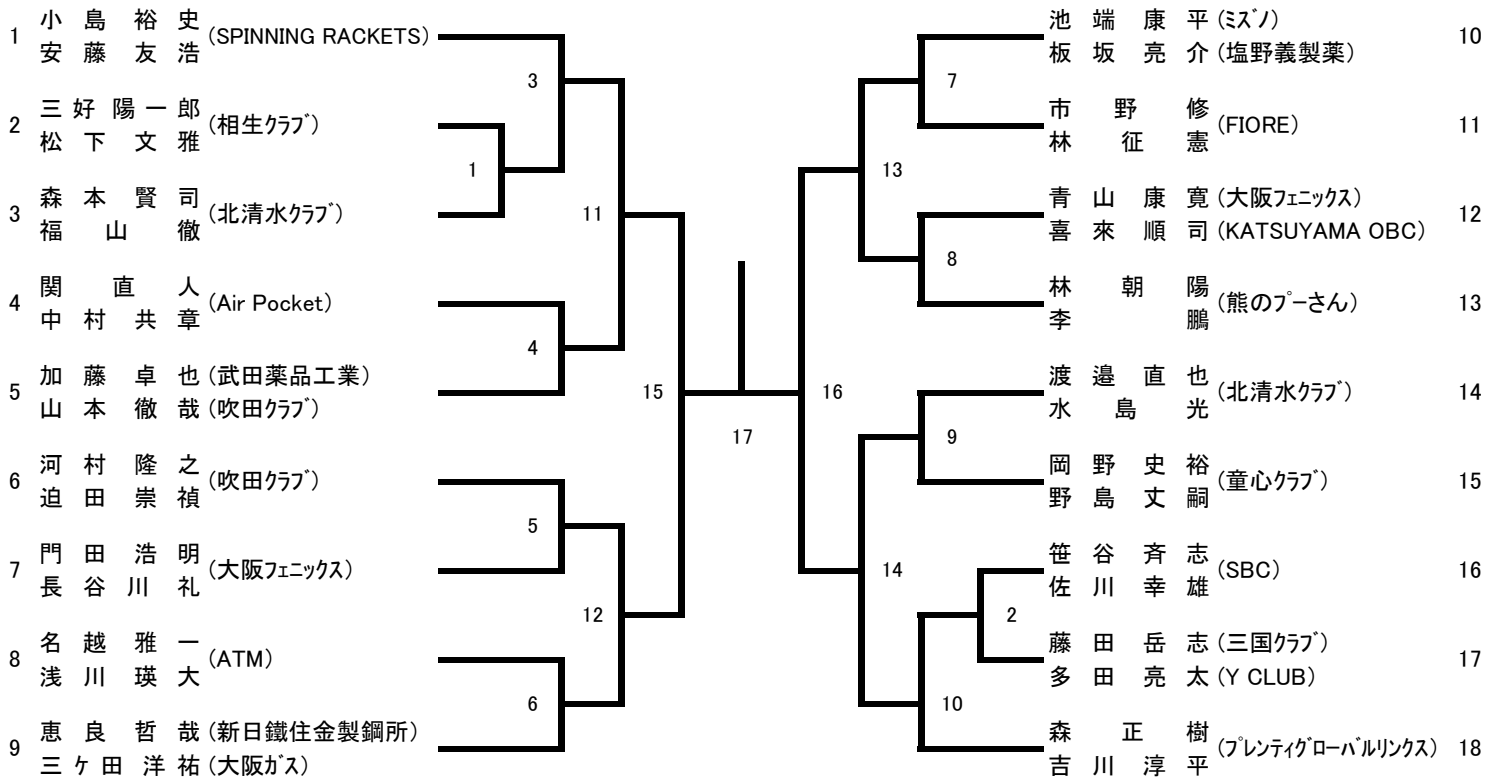 1 小島裕史 (SPINNING RACKETS)
安藤友浩
2 三好陽一郎 (相生クラブ)
松下文雅
3 森本賢司 (北清水クラブ)
福山徹
4 関直人 (Air Pocket)
中村共章
5 加藤卓也 (武田薬品工業)
山本徹哉 (吹田クラブ)
6 河村隆之 (吹田クラブ)
迫田崇禎
7 門田浩明 (大阪フェニックス)
長谷川礼
8 名越雅一 (ATM)
浅川瑛大
9 恵良哲哉 (新日鐵住金製鋼所)
三ヶ田洋祐 (大阪ガス)
3
1
11
4
15
5
12
6
17
16
7
13
8
9
14
2
10
池端康平 (ミズノ) 10
板坂亮介 (塩野義製薬)
市野修 (FIORE) 11
林征憲
青山康寛 (大阪フェニックス) 12
喜來順司 (KATSUYAMA OBC)
林朝陽 (熊のプーさん) 13
李鵬
渡邉直也 (北清水クラブ) 14
水島光
岡野史裕 (童心クラブ) 15
野島丈嗣
笹谷斉志 (SBC) 16
佐川幸雄
藤田岳志 (三国クラブ) 17
多田亮太 (Y CLUB)
森正樹 (プレンティグローバルリンクス) 18
吉川淳平